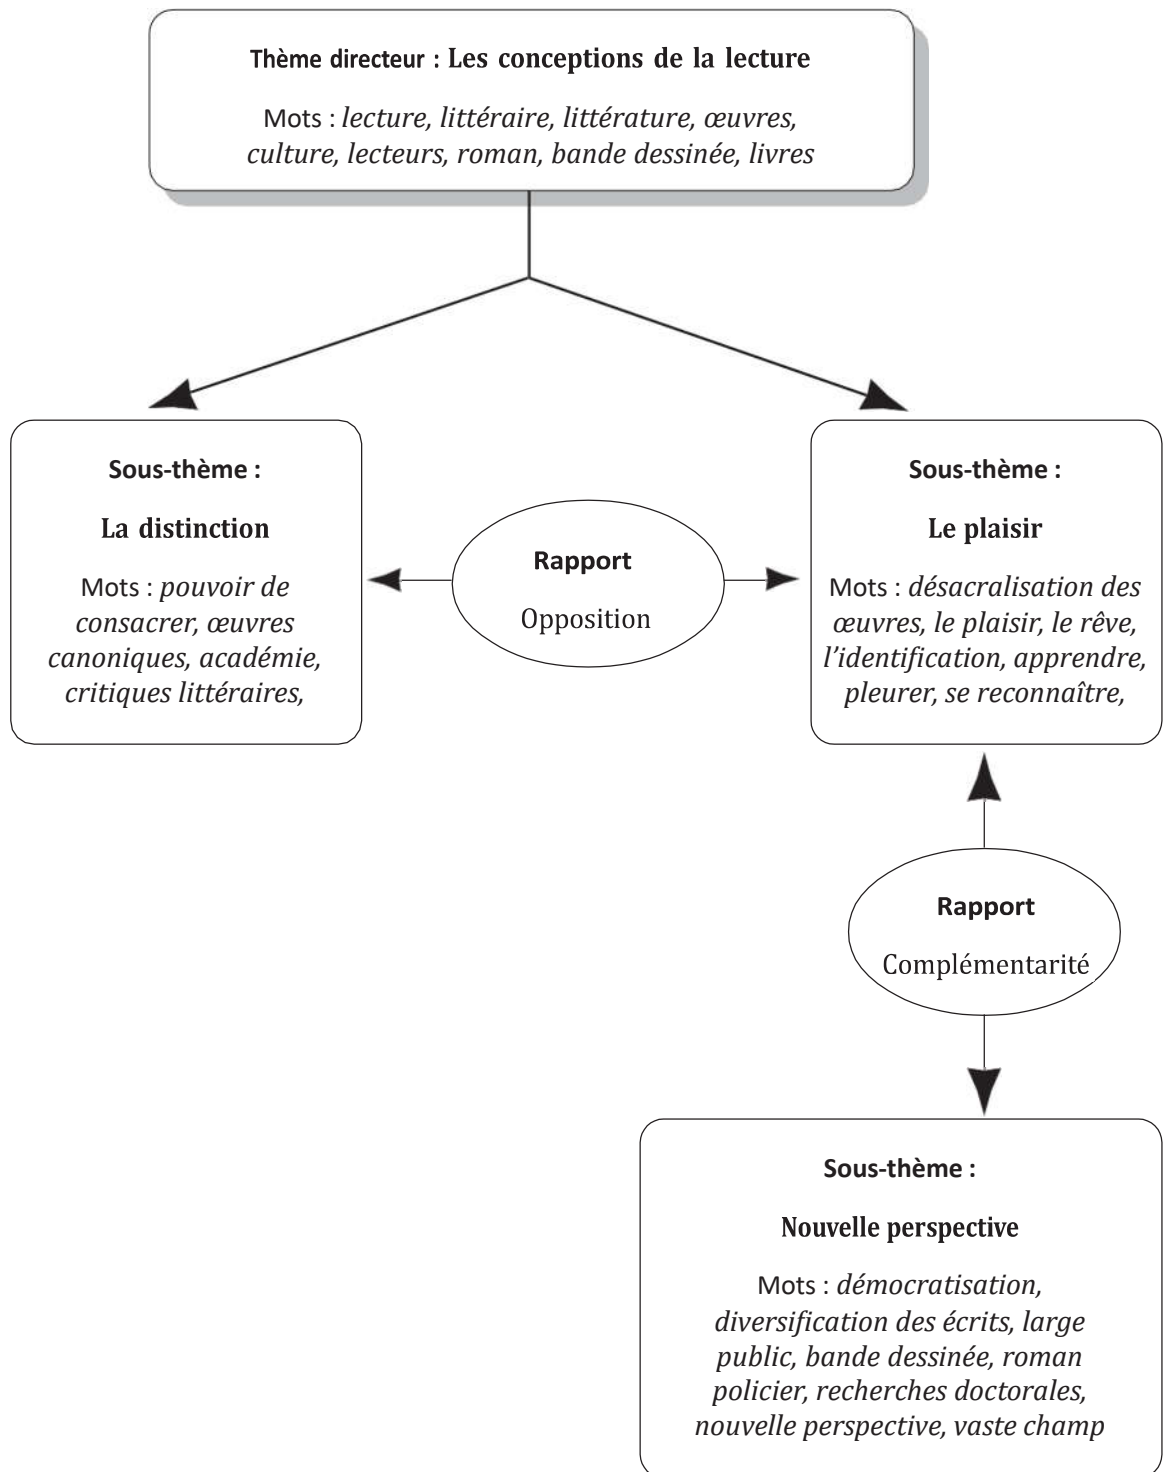 Thème directeur : Les conceptions de la lecture
Mots : lecture, littéraire, littérature, œuvres,
culture, lecteurs, roman, bande dessinée, livres
Sous-thème :
La distinction
Mots : pouvoir de
consacrer, œuvres
canoniques, académie,
critiques littéraires,
Rapport
Opposition
Sous-thème :
Le plaisir
Mots : désacralisation des
œuvres, le plaisir, le rêve,
l’identification, apprendre,
pleurer, se reconnaître,
Rapport
Complémentarité
Sous-thème :
Nouvelle perspective
Mots : démocratisation,
diversification des écrits, large
public, bande dessinée, roman
policier, recherches doctorales,
nouvelle perspective, vaste champ